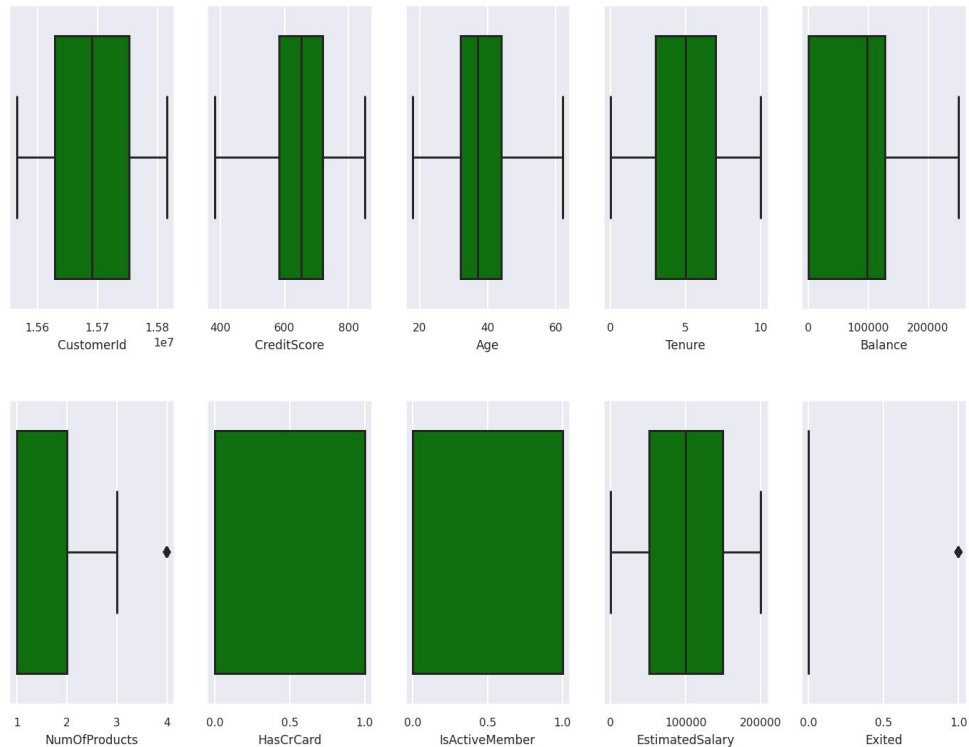 1.56 1.57 1.58
1e7
CustomerId
400 600 800
CreditScore
20 40 60
Age
0 5 10
Tenure
0 100000 200000
Balance
1 2 3 4
NumOfProducts
0.0 0.5 1.0
HasCrCard
0.0 0.5 1.0
IsActiveMember
0 100000 200000
EstimatedSalary
0.0 0.5 1.0
Exited